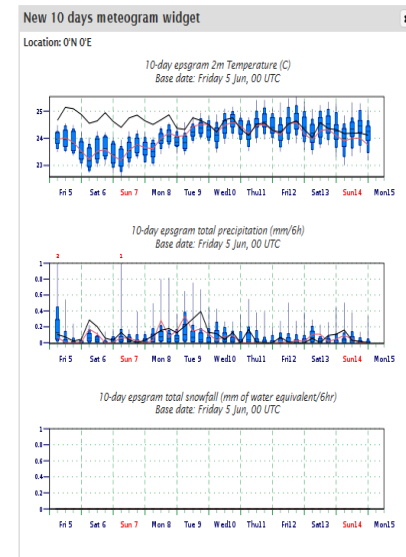 New 10 days meteogram widget
Location: 0'N 0'E
10-day epsgram 2m Temperature (C)
Base date: Friday 5 Jun, 00 UTC
25
24
23
Fri 5 Sat 6 Sun 7 Mon 8 Tue 9 Wed10 Thu11 Fri12 Sat13 Sun14 Mon15
10-day epsgram total precipitation (mm/6h)
Base date: Friday 5 Jun, 00 UTC
2 1
1
0.8
0.6
0.4
0.2
0
Fri 5 Sat 6 Sun 7 Mon 8 Tue 9 Wed10 Thu11 Fri12 Sat13 Sun14 Mon15
10-day epsgram total snowfall (mm of water equivalent/6hr)
Base date: Friday 5 Jun, 00 UTC
1
0.8
0.6
0.4
0.2
0
Fri 5 Sat 6 Sun 7 Mon 8 Tue 9 Wed10 Thu11 Fri12 Sat13 Sun14 Mon15